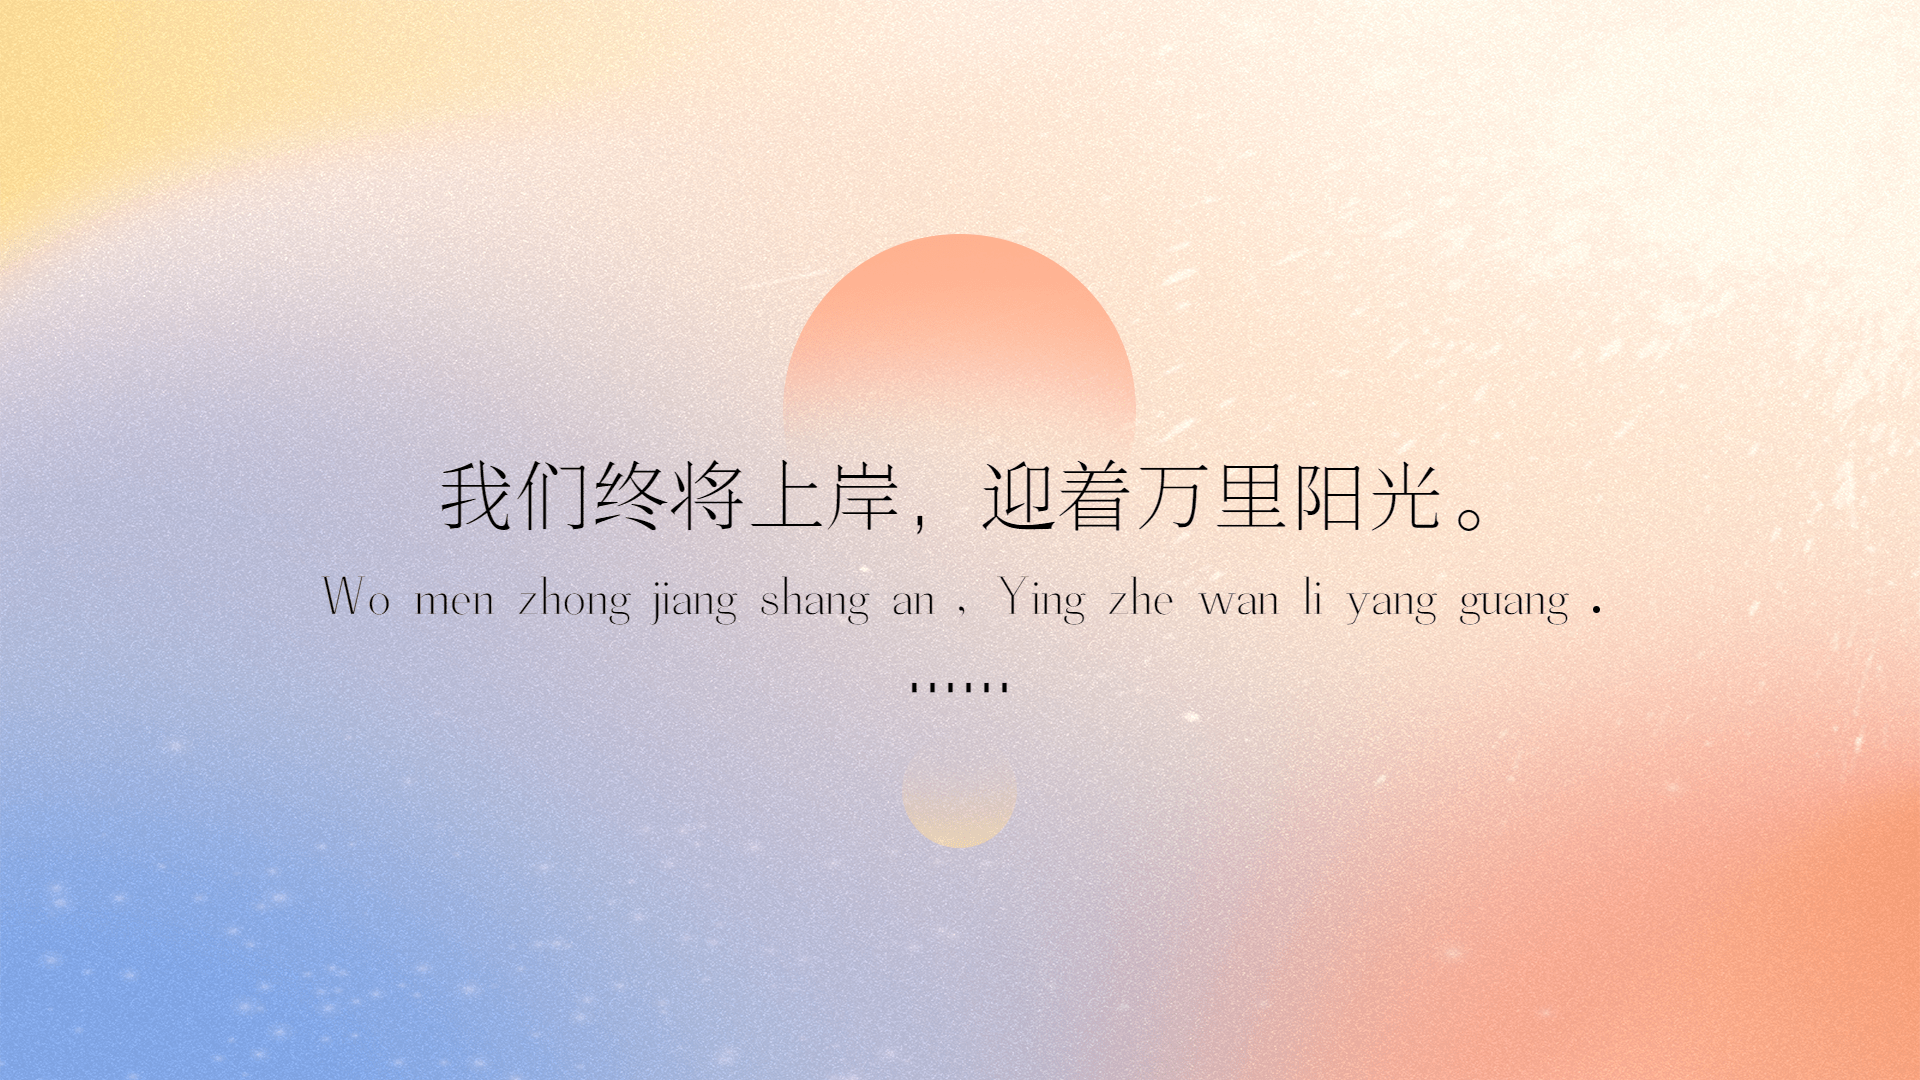 我们终将上岸，迎着万里阳光。
Wo men zhong jiang shang an , Ying zhe wan li yang guang .
......